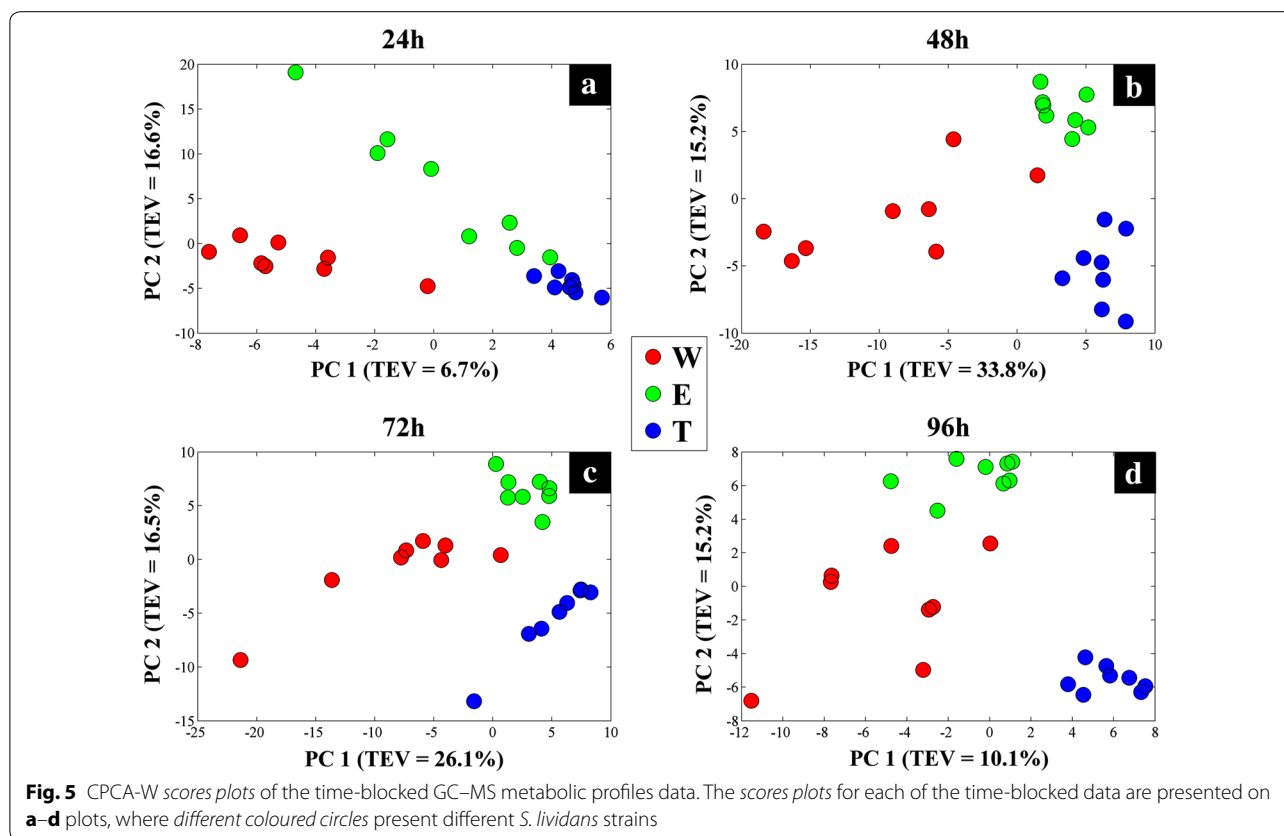 24h
a
20
15
10
5
0
-5
-10
-8 -6 -4 -2 0 2 4 6
PC 2 (TEV = 16.6%)
PC 1 (TEV = 6.7%)
48h
b
10
5
0
-5
-10
-20 -15 -10 -5 0 5 10
PC 2 (TEV = 15.2%)
PC 1 (TEV = 33.8%)
W
E
T
72h
c
10
5
0
-5
-10
-15
-25 -20 -15 -10 -5 0 5 10
PC 2 (TEV = 16.5%)
PC 1 (TEV = 26.1%)
96h
d
8
6
4
2
0
-2
-4
-6
-8
-12 -10 -8 -6 -4 -2 0 2 4 6 8
PC 2 (TEV = 15.2%)
PC 1 (TEV = 10.1%)
Fig. 5 CPCA-W scores plots of the time-blocked GC–MS metabolic profiles data. The scores plots for each of the time-blocked data are presented on
a–d plots, where different coloured circles present different S. lividans strains